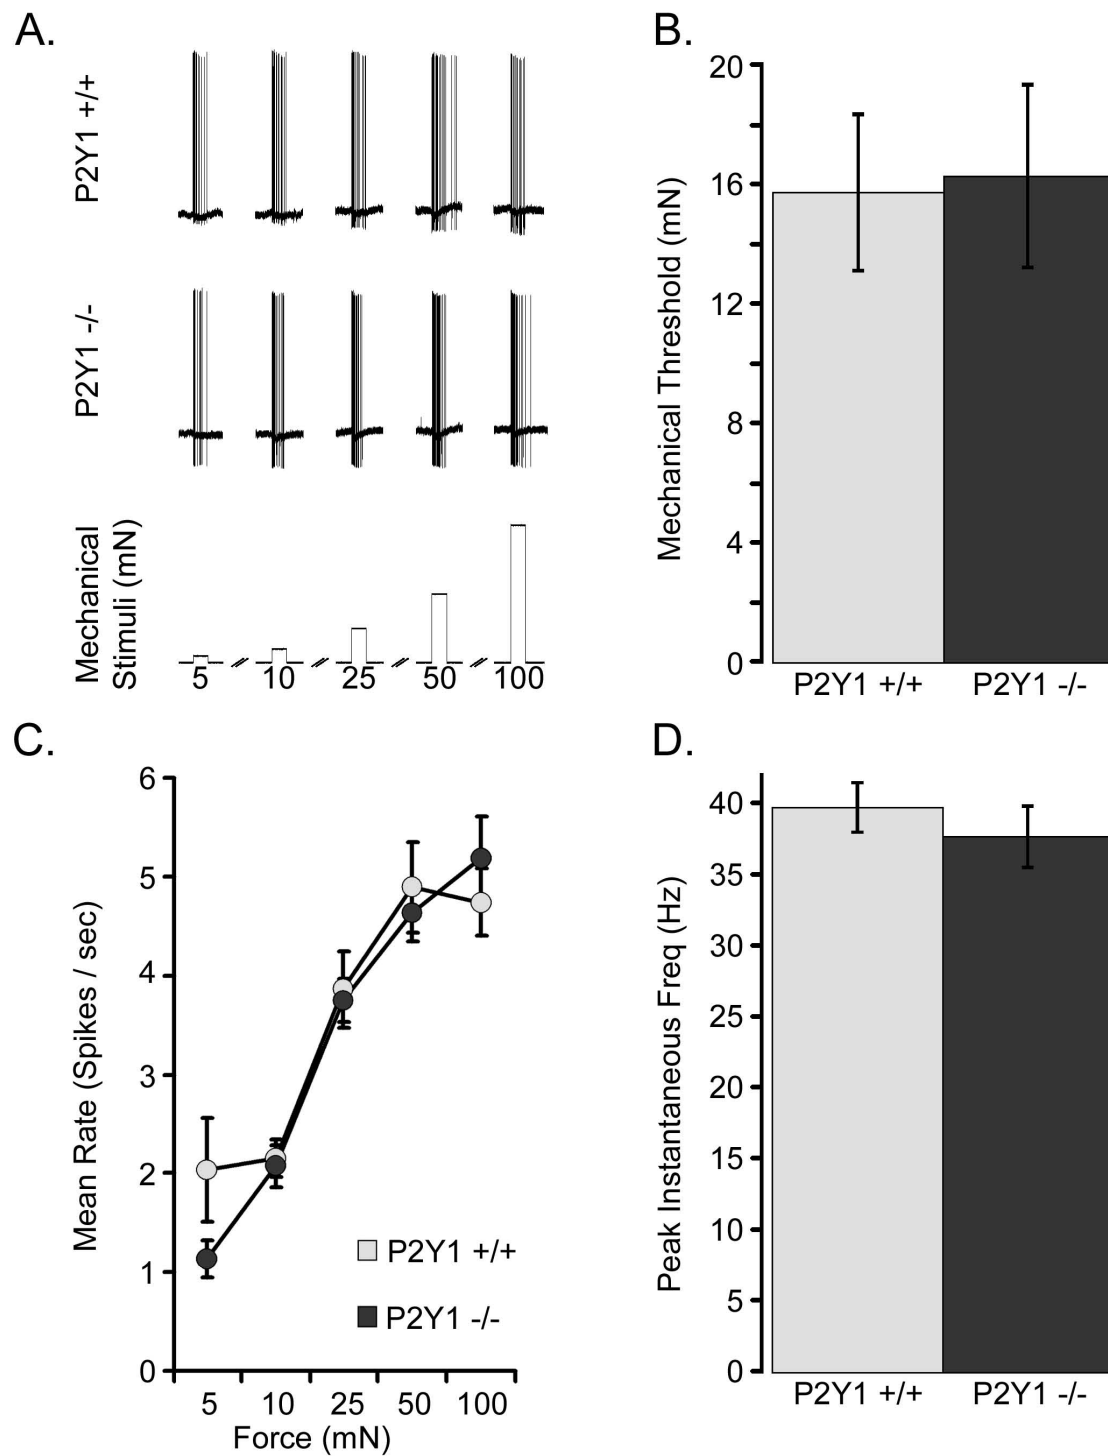 A.
P2Y1 +/+
P2Y1 -/-
Mechanical
Stimuli (mN)
5 10 25 50 100
B.
Mechanical Threshold (mN)
20
16
12
8
4
0
P2Y1 +/+ P2Y1 -/-
C.
Mean Rate (Spikes / sec)
6
5
4
3
2
1
0
P2Y1 +/+
P2Y1 -/-
5 10 25 50 100
Force (mN)
D.
Peak Instantaneous Freq (Hz)
40
35
30
25
20
15
10
5
0
P2Y1 +/+ P2Y1 -/-